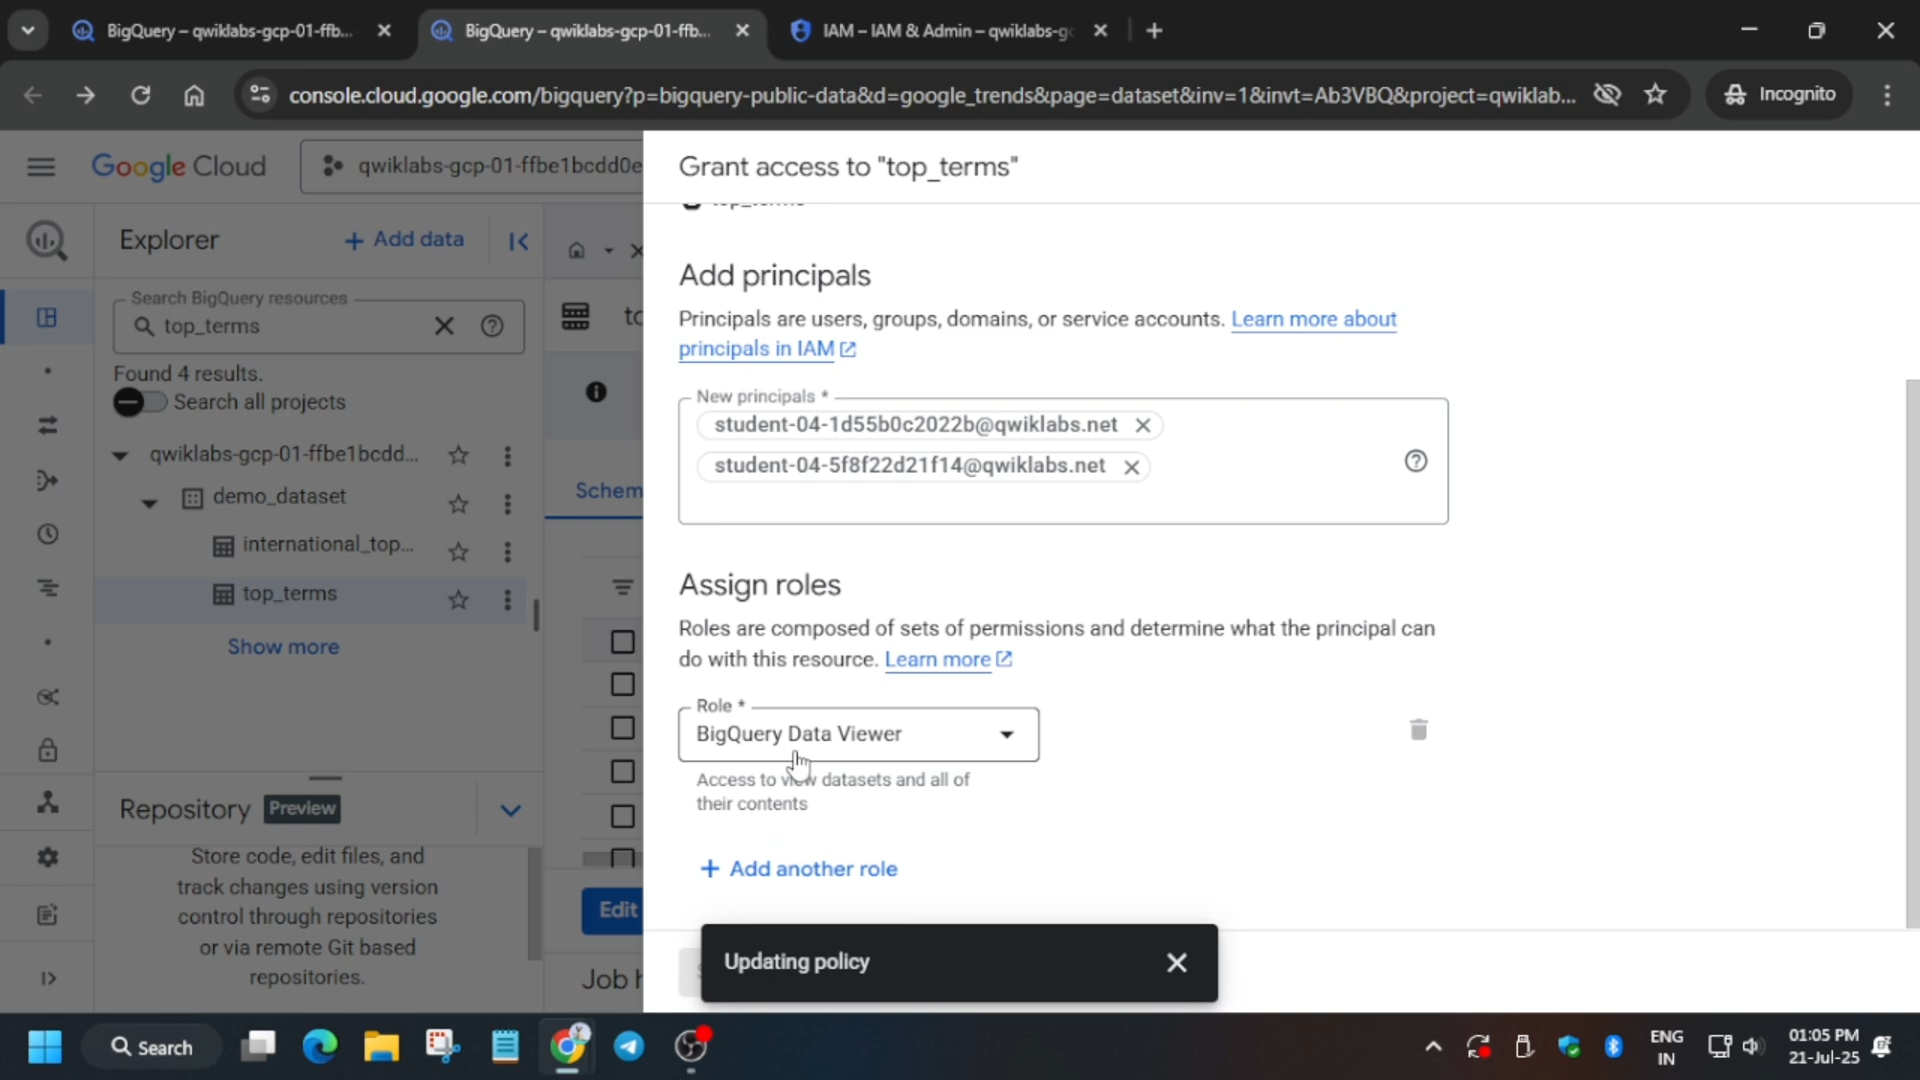 BigQuery – qwiklabs-gcp-01-ffb...
BigQuery – qwiklabs-gcp-01-ffb...
IAM – IAM & Admin – qwiklabs-gc
console.cloud.google.com/bigquery?p=bigquery-public-data&d=google_trends&page=dataset&inv=1&invt=Ab3VBQ&project=qwiklab...
Incognito
Google Cloud
qwiklabs-gcp-01-ffbe1bcdd0e
Grant access to "top_terms"
Explorer
+ Add data
Search BigQuery resources
top_terms
Found 4 results.
Search all projects
qwiklabs-gcp-01-ffbe1bcdd...
demo_dataset
international_top...
top_terms
Show more
Repository Preview
Store code, edit files, and
track changes using version
control through repositories
or via remote Git based
repositories.
Schem
Edit
Job h
Add principals
Principals are users, groups, domains, or service accounts. Learn more about
principals in IAM
New principals *
student-04-1d55b0c2022b@qwiklabs.net
student-04-5f8f22d21f14@qwiklabs.net
Assign roles
Roles are composed of sets of permissions and determine what the principal can
do with this resource. Learn more
Role *
BigQuery Data Viewer
Access to view datasets and all of
their contents
+ Add another role
Updating policy
Search
ENG
IN
01:05 PM
21-Jul-25